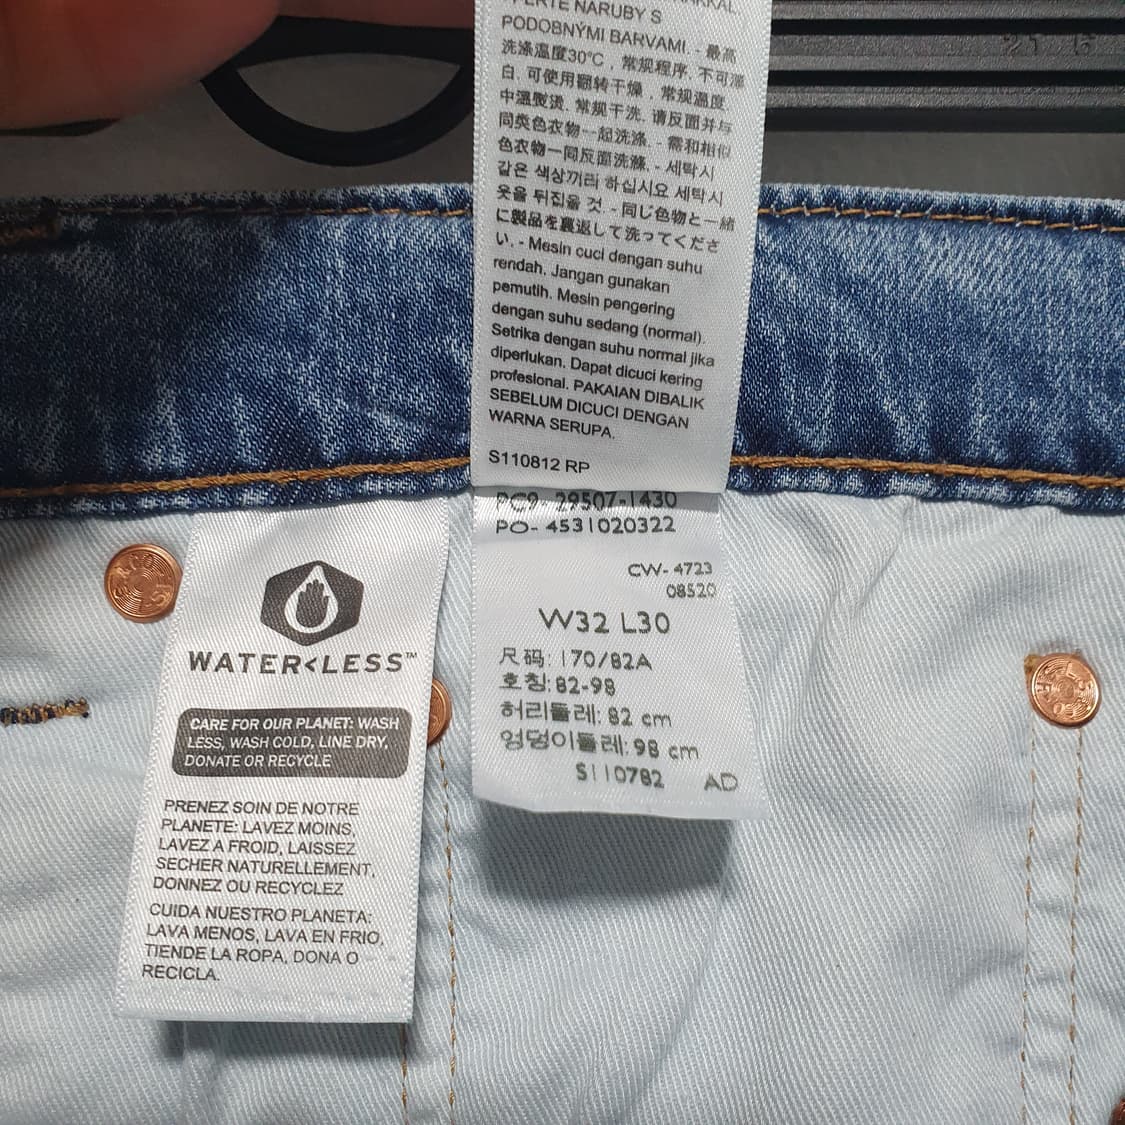 PERTE NARUBY S
PODOBNÝMI BARVAMI. - 最高
洗涤温度30°C，常规程序. 不可漂
白. 可使用翻转干燥，常规温度.
中温熨烫. 常规干洗. 请反面并与
同类色衣物一起洗涤. - 需和相似
色衣物一同反面洗滌. - 세탁시
같은 색상끼리 하십시요 세탁시
옷을 뒤집을 것. - 同じ色物と一緒
に製品を裏返して洗ってくださ
い. - Mesin cuci dengan suhu
rendah. Jangan gunakan
pemutih. Mesin pengering
dengan suhu sedang (normal).
Setrika dengan suhu normal jika
diperlukan. Dapat dicuci kering
profesional. PAKAIAN DIBALIK
SEBELUM DICUCI DENGAN
WARNA SERUPA.
S110812 RP
PC9- 29507-1430
PO- 4531020322
CW- 4723
08520
W32 L30
尺码: 170/82A
호칭: 82-98
허리둘레: 82 cm
엉덩이둘레: 98 cm
S110782 AD
WATER<LESS™
CARE FOR OUR PLANET: WASH
LESS, WASH COLD, LINE DRY,
DONATE OR RECYCLE
PRENEZ SOIN DE NOTRE
PLANETE: LAVEZ MOINS,
LAVEZ A FROID, LAISSEZ
SECHER NATURELLEMENT,
DONNEZ OU RECYCLEZ
CUIDA NUESTRO PLANETA:
LAVA MENOS, LAVA EN FRIO,
TIENDE LA ROPA, DONA O
RECICLA.